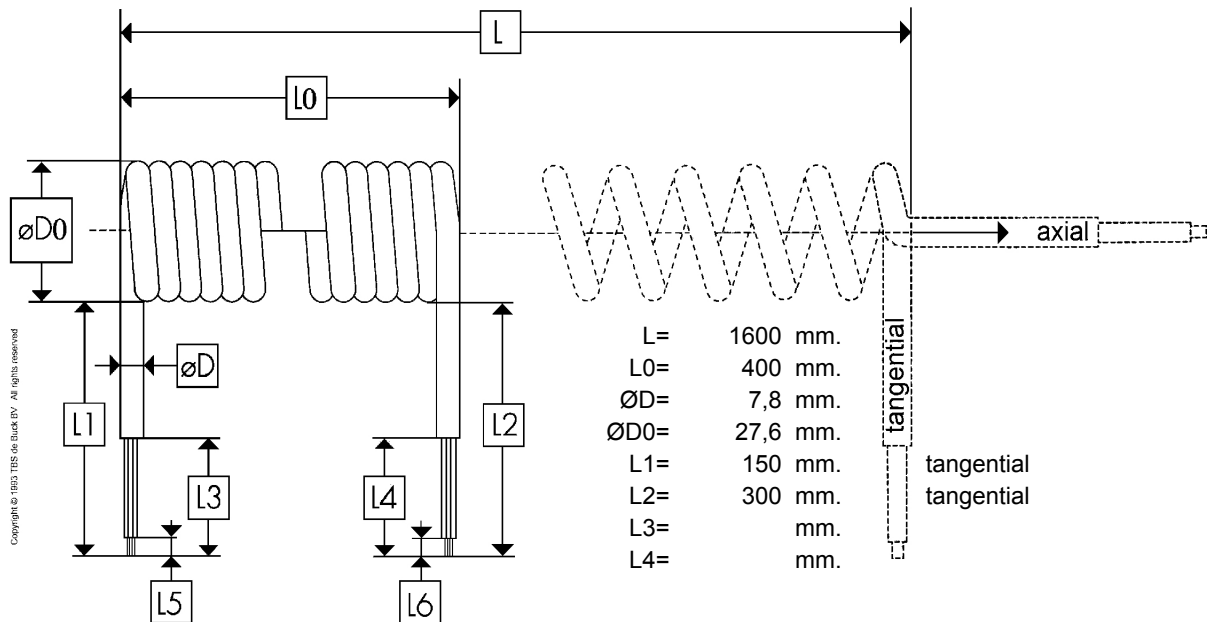 L
L0
øD0
axial
øD
L1
L3
L4
L2
L5
L6
tangential
L= 1600 mm.
L0= 400 mm.
ØD= 7,8 mm.
ØD0= 27,6 mm.
L1= 150 mm. tangential
L2= 300 mm. tangential
L3= mm.
L4= mm.
Copyright © 1993 TBS de Buck BV All rights reserved